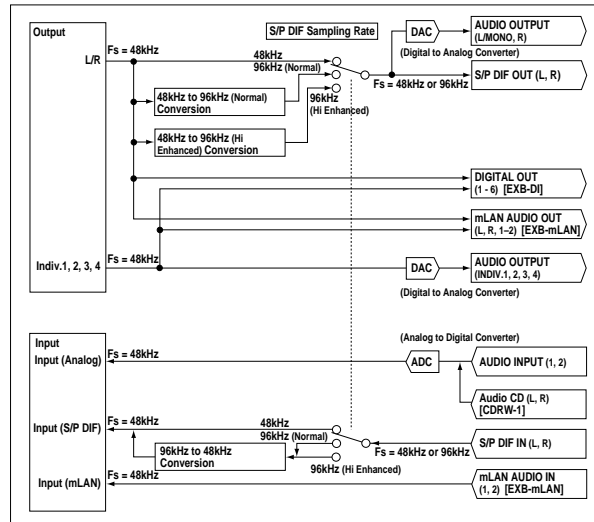 Output
L/R
Fs = 48kHz
S/P DIF Sampling Rate
48kHz
96kHz (Normal)
96kHz
(Hi
Enhanced)
48kHz to 96kHz (Normal)
Conversion
48kHz to 96kHz (Hi
Enhanced) Conversion
DAC
(Digital to Analog Converter)
AUDIO OUTPUT
(L/MONO, R)
Fs = 48kHz or 96kHz
S/P DIF OUT (L, R)
DIGITAL OUT
(1 - 6) [EXB-DI]
mLAN AUDIO OUT
(L, R, 1–2) [EXB-mLAN]
Indiv.1, 2, 3, 4
Fs = 48kHz
DAC
(Digital to Analog Converter)
AUDIO OUTPUT
(INDIV.1, 2, 3, 4)
Input
Input (Analog)
Fs = 48kHz
(Analog to Digital Converter)
ADC
AUDIO INPUT (1, 2)
Audio CD (L, R)
[CDRW-1]
Input (S/P DIF)
Fs = 48kHz
48kHz
96kHz (Normal)
96kHz to 48kHz
Conversion
96kHz (Hi Enhanced)
Fs = 48kHz or 96kHz
S/P DIF IN (L, R)
Input (mLAN)
Fs = 48kHz
mLAN AUDIO IN
(1, 2) [EXB-mLAN]